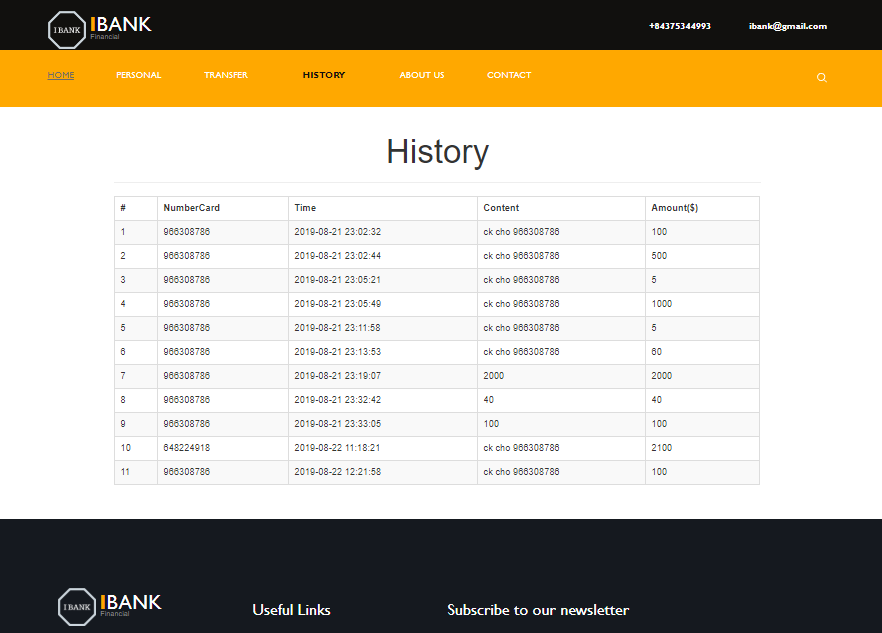 I BANK IBANK
Financial
+84375344993 ibank@gmail.com
HOME PERSONAL TRANSFER HISTORY ABOUT US CONTACT
History
# NumberCard Time Content Amount($)
1 966308786 2019-08-21 23:02:32 ck cho 966308786 100
2 966308786 2019-08-21 23:02:44 ck cho 966308786 500
3 966308786 2019-08-21 23:05:21 ck cho 966308786 5
4 966308786 2019-08-21 23:05:49 ck cho 966308786 1000
5 966308786 2019-08-21 23:11:58 ck cho 966308786 5
6 966308786 2019-08-21 23:13:53 ck cho 966308786 60
7 966308786 2019-08-21 23:19:07 2000 2000
8 966308786 2019-08-21 23:32:42 40 40
9 966308786 2019-08-21 23:33:05 100 100
10 648224918 2019-08-22 11:18:21 ck cho 966308786 2100
11 966308786 2019-08-22 12:21:58 ck cho 966308786 100
I BANK IBANK
Financial
Useful Links Subscribe to our newsletter